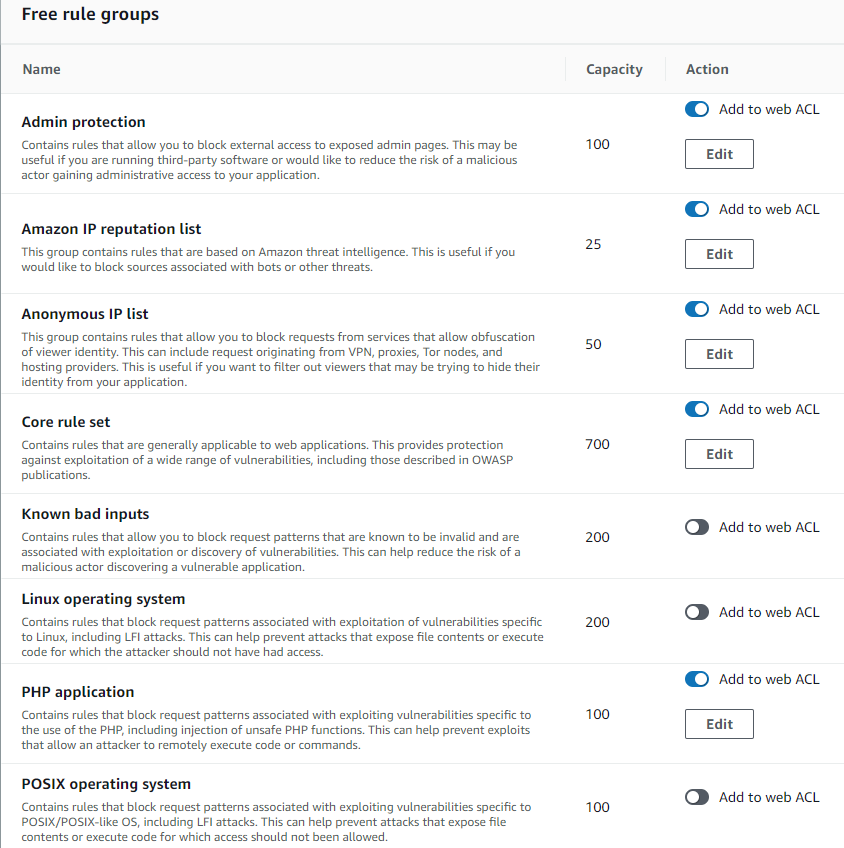 Free rule groups
Name
Capacity
Action
Admin protection
Contains rules that allow you to block external access to exposed admin pages. This may be
useful if you are running third-party software or would like to reduce the risk of a malicious
actor gaining administrative access to your application.
100
Add to web ACL
Edit
Amazon IP reputation list
This group contains rules that are based on Amazon threat intelligence. This is useful if you
would like to block sources associated with bots or other threats.
25
Add to web ACL
Edit
Anonymous IP list
This group contains rules that allow you to block requests from services that allow obfuscation
of viewer identity. This can include request originating from VPN, proxies, Tor nodes, and
hosting providers. This is useful if you want to filter out viewers that may be trying to hide their
identity from your application.
50
Add to web ACL
Edit
Core rule set
Contains rules that are generally applicable to web applications. This provides protection
against exploitation of a wide range of vulnerabilities, including those described in OWASP
publications.
700
Add to web ACL
Edit
Known bad inputs
Contains rules that allow you to block request patterns that are known to be invalid and are
associated with exploitation or discovery of vulnerabilities. This can help reduce the risk of a
malicious actor discovering a vulnerable application.
200
Add to web ACL
Linux operating system
Contains rules that block request patterns associated with exploitation of vulnerabilities specific
to Linux, including LFI attacks. This can help prevent attacks that expose file contents or execute
code for which the attacker should not have had access.
200
Add to web ACL
PHP application
Contains rules that block request patterns associated with exploiting vulnerabilities specific to
the use of the PHP, including injection of unsafe PHP functions. This can help prevent exploits
that allow an attacker to remotely execute code or commands.
100
Add to web ACL
Edit
POSIX operating system
Contains rules that block request patterns associated with exploiting vulnerabilities specific to
POSIX/POSIX-like OS, including LFI attacks. This can help prevent attacks that expose file
contents or execute code for which access should not been allowed.
100
Add to web ACL